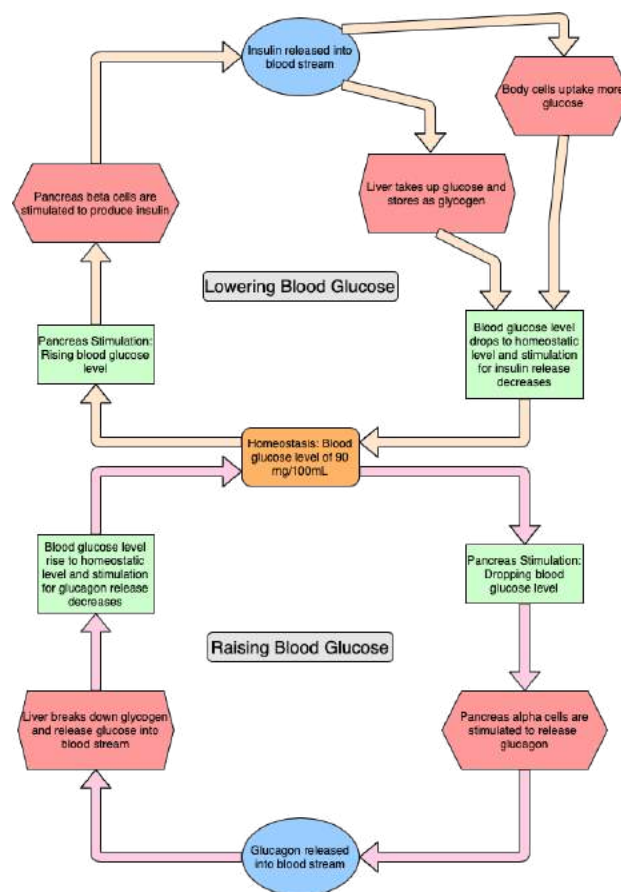 Insulin released into
blood stream
Body cells uptake more
glucose
Pancreas beta cells are
stimulated to produce insulin
Liver takes up glucose and
stores as glycogen
Lowering Blood Glucose
Pancreas Stimulation:
Rising blood glucose
level
Blood glucose level
drops to homeostatic
level and stimulation
for insulin release
decreases
Homeostasis: Blood
glucose level of 90
mg/100mL
Blood glucose level
rise to homeostatic
level and stimulation
for glucagon release
decreases
Pancreas Stimulation:
Dropping blood
glucose level
Raising Blood Glucose
Liver breaks down glycogen
and release glucose into
blood stream
Pancreas alpha cells are
stimulated to release
glucagon
Glucagon released
into blood stream